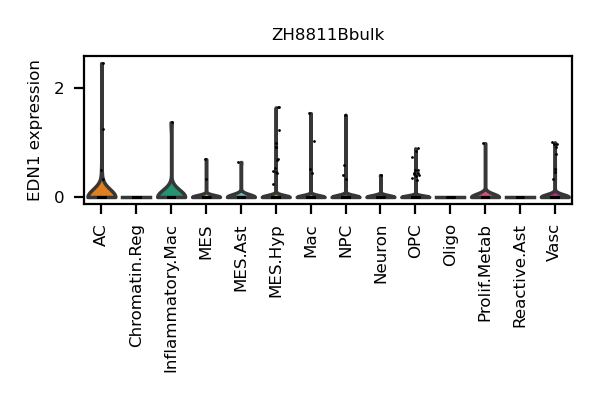 ZH8811Bbulk
EDN1 expression
2
0
AC
Chromatin.Reg
Inflammatory.Mac
MES
MES.Ast
MES.Hyp
Mac
NPC
Neuron
OPC
Oligo
Prolif.Metab
Reactive.Ast
Vasc